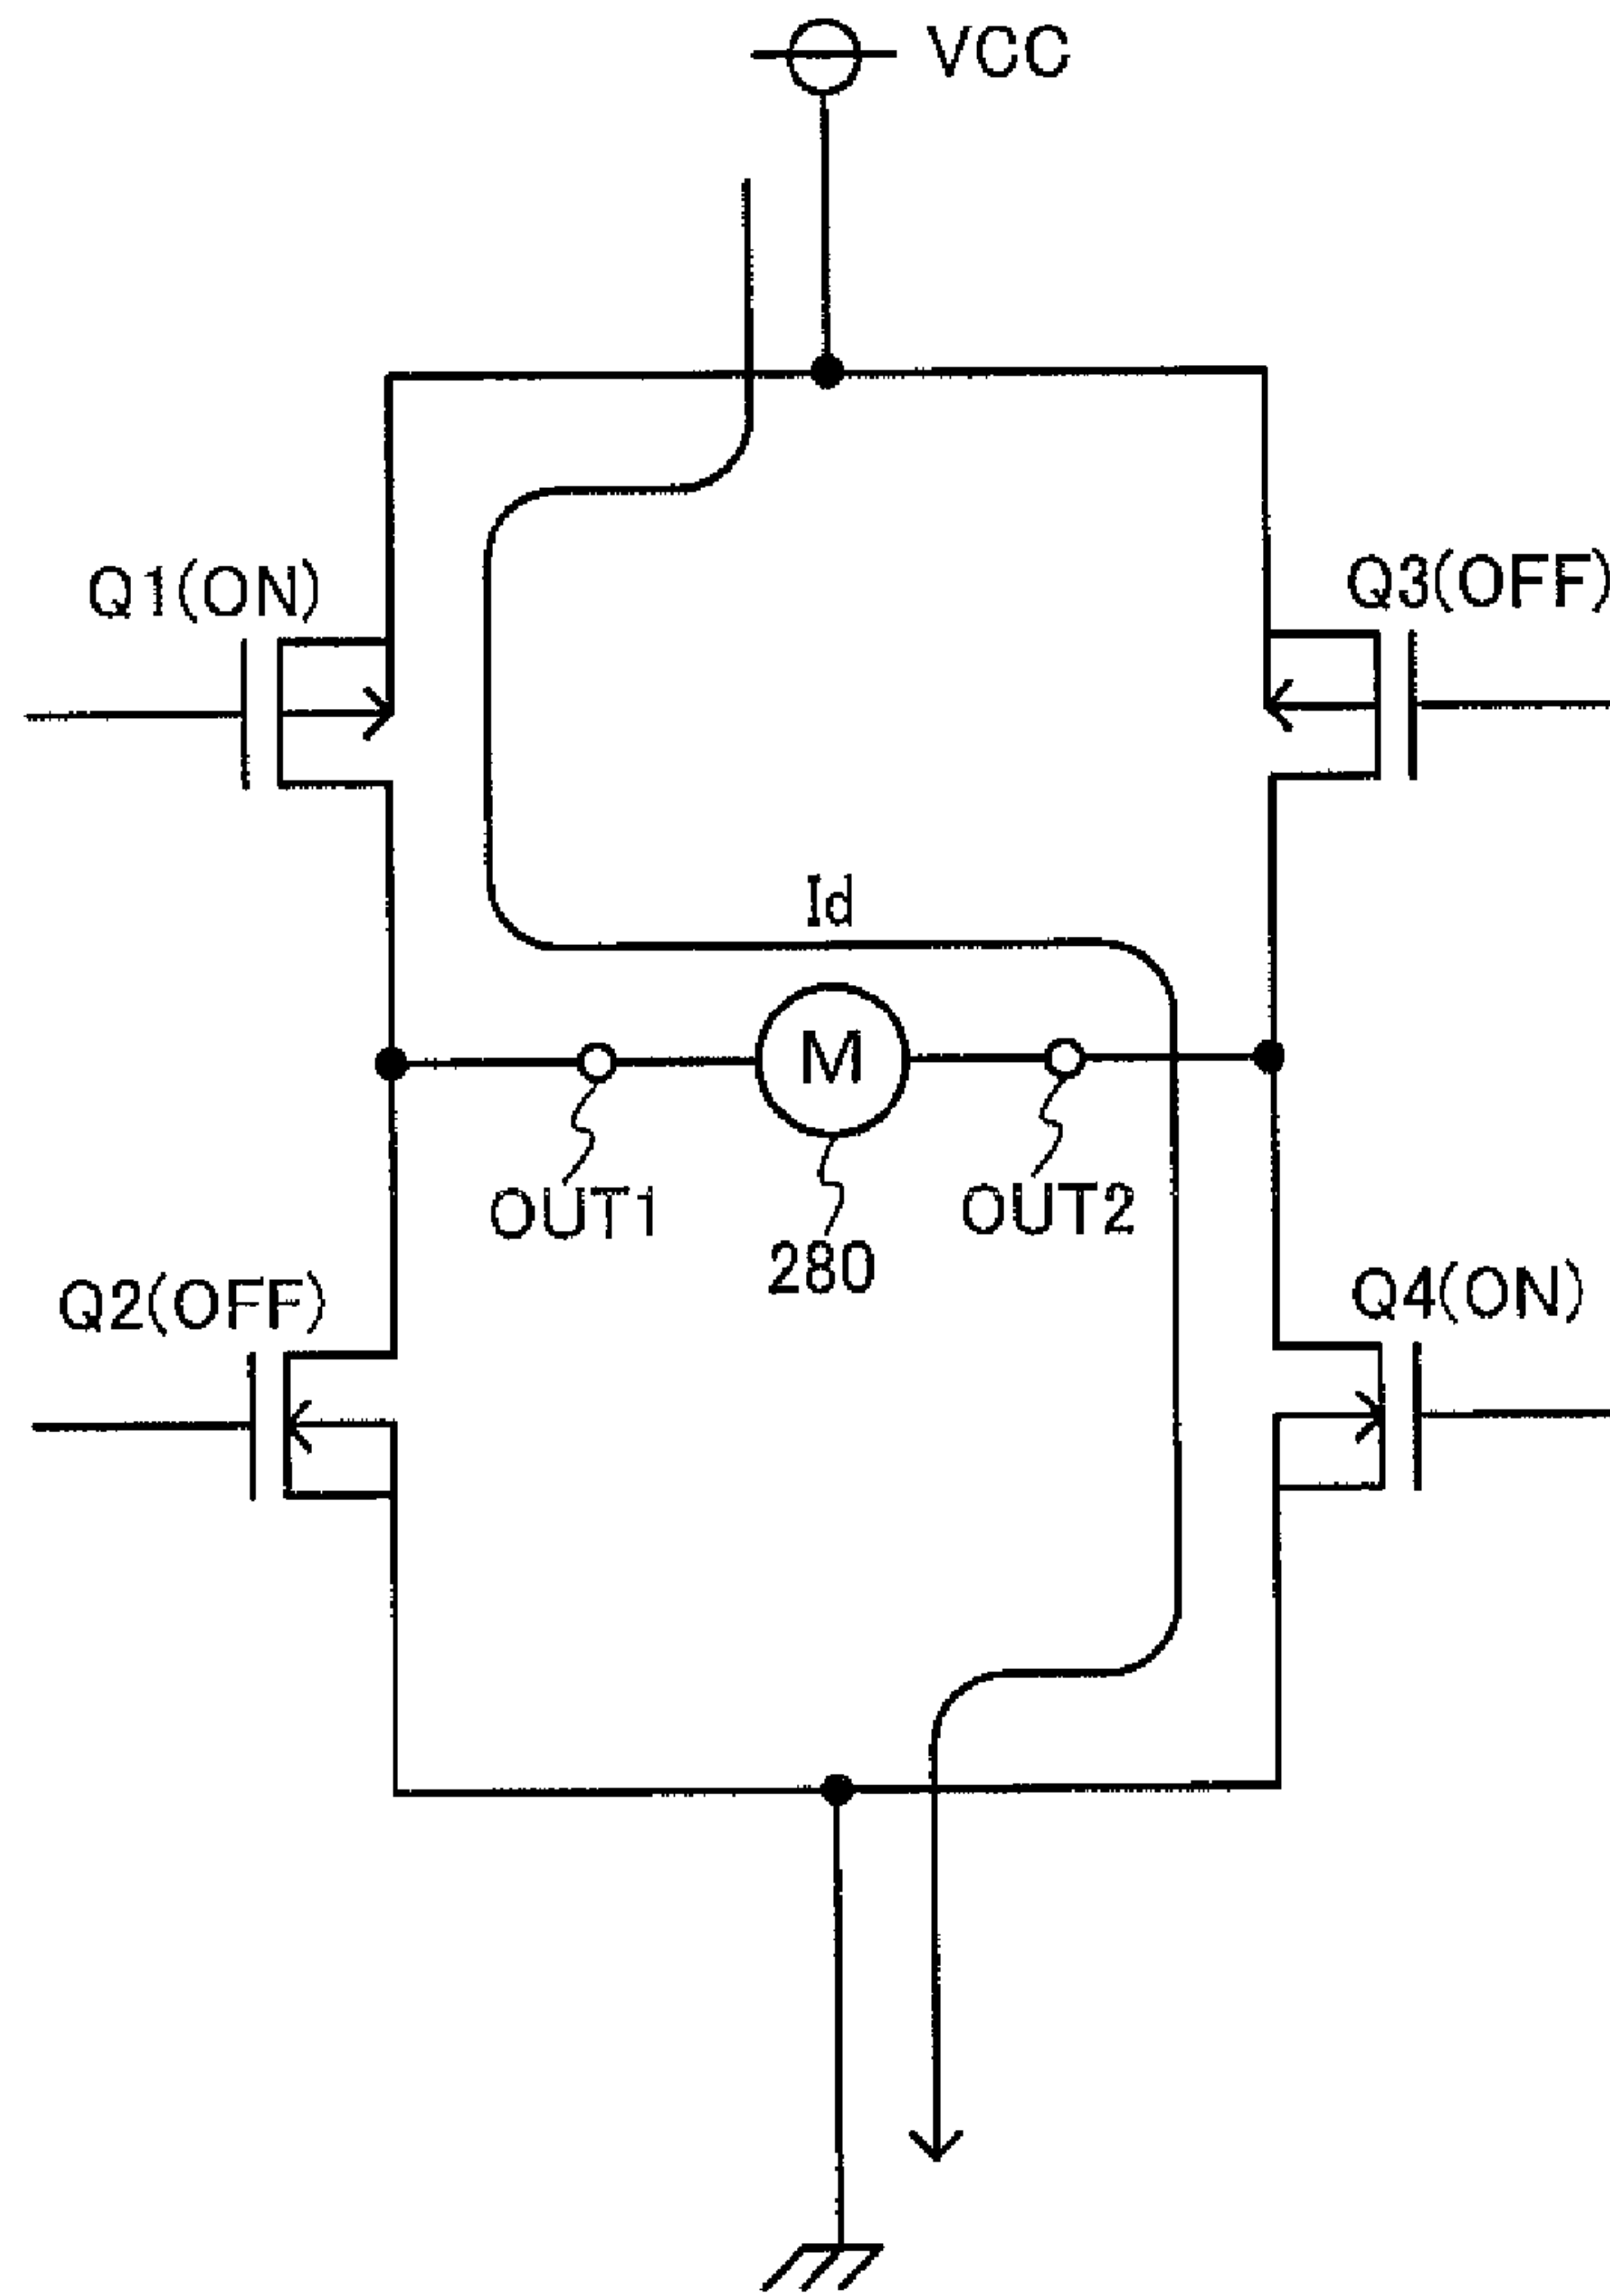 VCC
Q1(ON)
Q3(OFF)
Id
M
OUT1
280
OUT2
Q2(OFF)
Q4(ON)